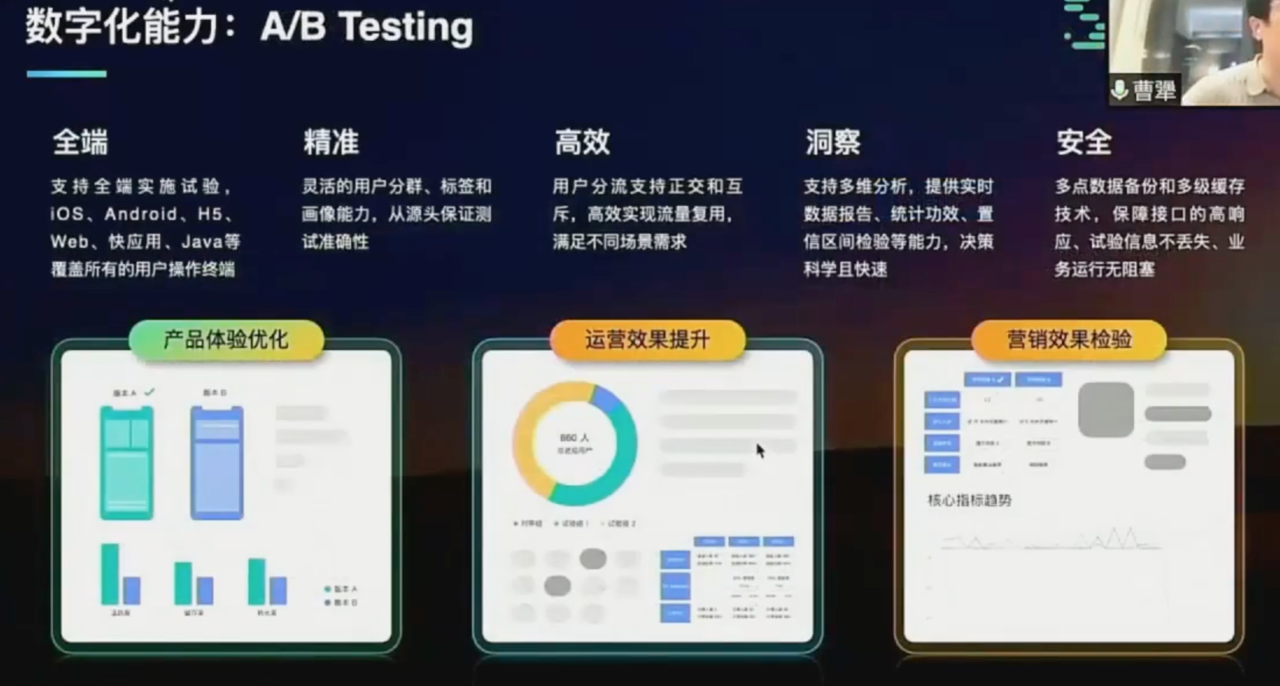 数字化能力：A/B Testing
曹犟
全端
支持全端实施试验，
iOS、Android、H5、
Web、快应用、Java等
覆盖所有的用户操作终端
精准
灵活的用户分群、标签和
画像能力，从源头保证测
试准确性
高效
用户分流支持正交和互
斥，高效实现流量复用，
满足不同场景需求
洞察
支持多维分析，提供实时
数据报告、统计功效、置
信区间检验等能力，决策
科学且快速
安全
多点数据备份和多级缓存
技术，保障接口的高响
应、试验信息不丢失、业
务运行无阻塞
产品体验优化
版本 A
版本 B
版本 A
版本 B
运营效果提升
860 人
对照组
试验组 1
试验组 2
营销效果检验
核心指标趋势